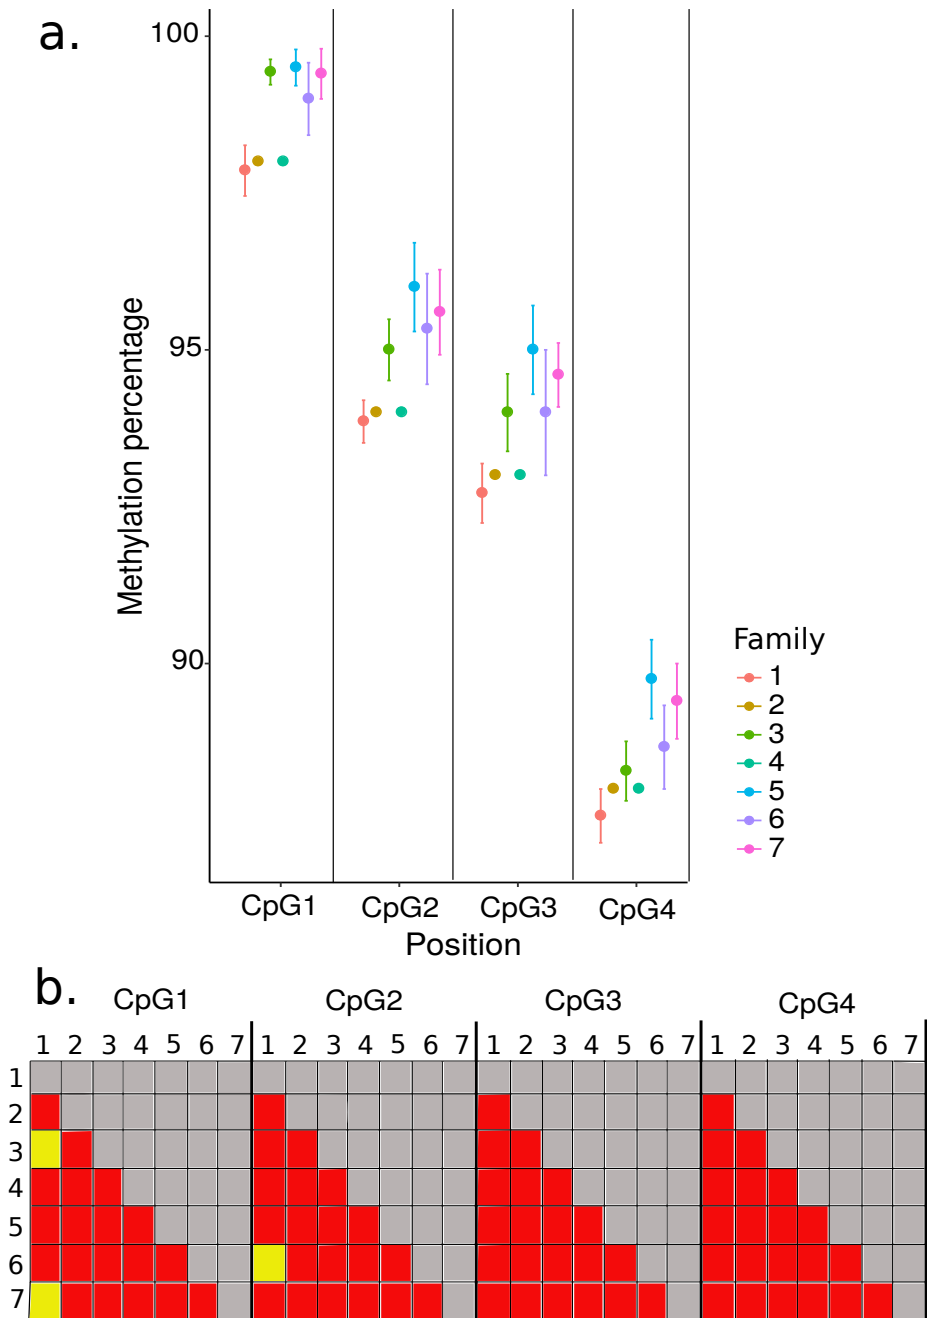 a.
100
95
90
Methylation percentage
CpG1 CpG2 CpG3 CpG4
Position
Family
1
2
3
4
5
6
7
b.
CpG1 CpG2 CpG3 CpG4
1 2 3 4 5 6 7 1 2 3 4 5 6 7 1 2 3 4 5 6 7 1 2 3 4 5 6 7
1
2
3
4
5
6
7